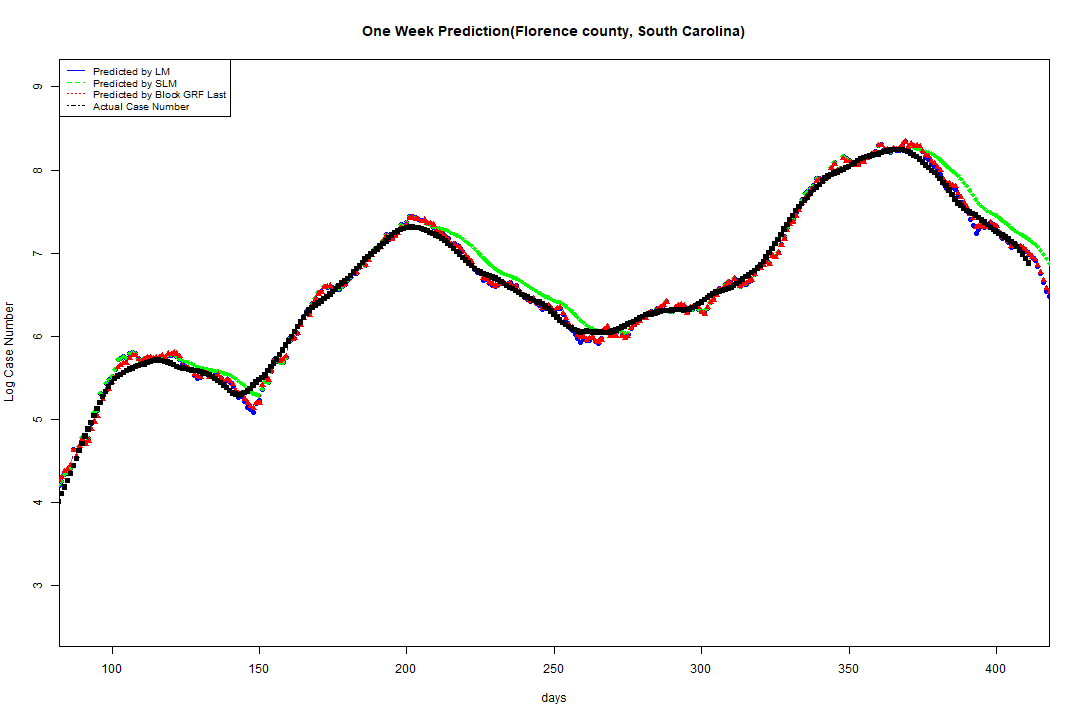 One Week Prediction(Florence county, South Carolina)
Predicted by LM
Predicted by SLM
Predicted by Block GRF Last
Actual Case Number
9
8
7
6
5
4
3
Log Case Number
100 150 200 250 300 350 400
days